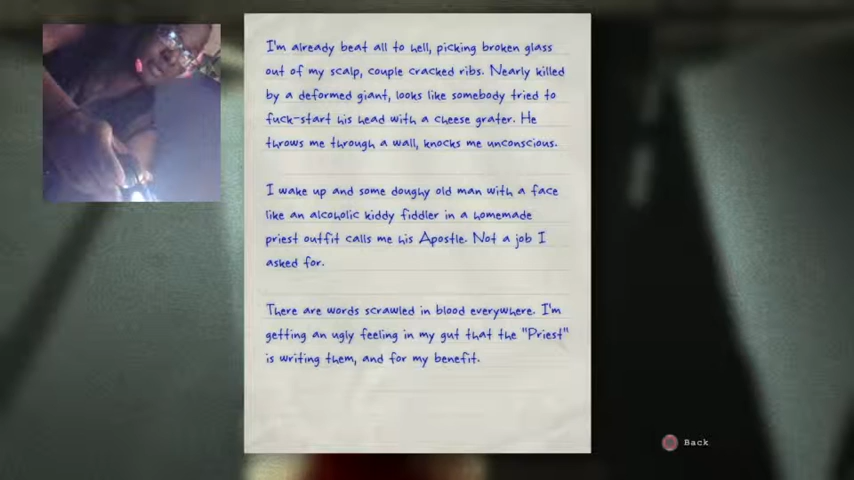 I'm already beat all to hell, picking broken glass
out of my scalp, couple cracked ribs. Nearly killed
by a deformed giant, looks like somebody tried to
fuck-start his head with a cheese grater. He
throws me through a wall, knocks me unconscious.
I wake up and some doughy old man with a face
like an alcoholic kiddy fiddler in a homemade
priest outfit calls me his Apostle. Not a job I
asked for.
There are words scrawled in blood everywhere. I'm
getting an ugly feeling in my gut that the "Priest"
is writing them, and for my benefit.
Back